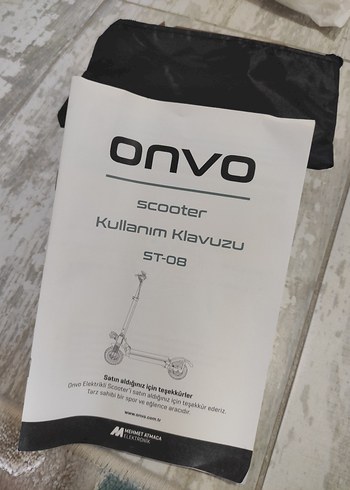 onvo
scooter
Kullanım Klavuzu
ST-08
Satın aldığınız için teşekkürler
Onvo Elektrikli Scooter'ı satın aldığınız için teşekkür ederiz.
Tarz sahibi bir spor ve eğlence aracıdır.
www.onvo.com.tr
MEHMET ATMACA
ELEKTRONİK